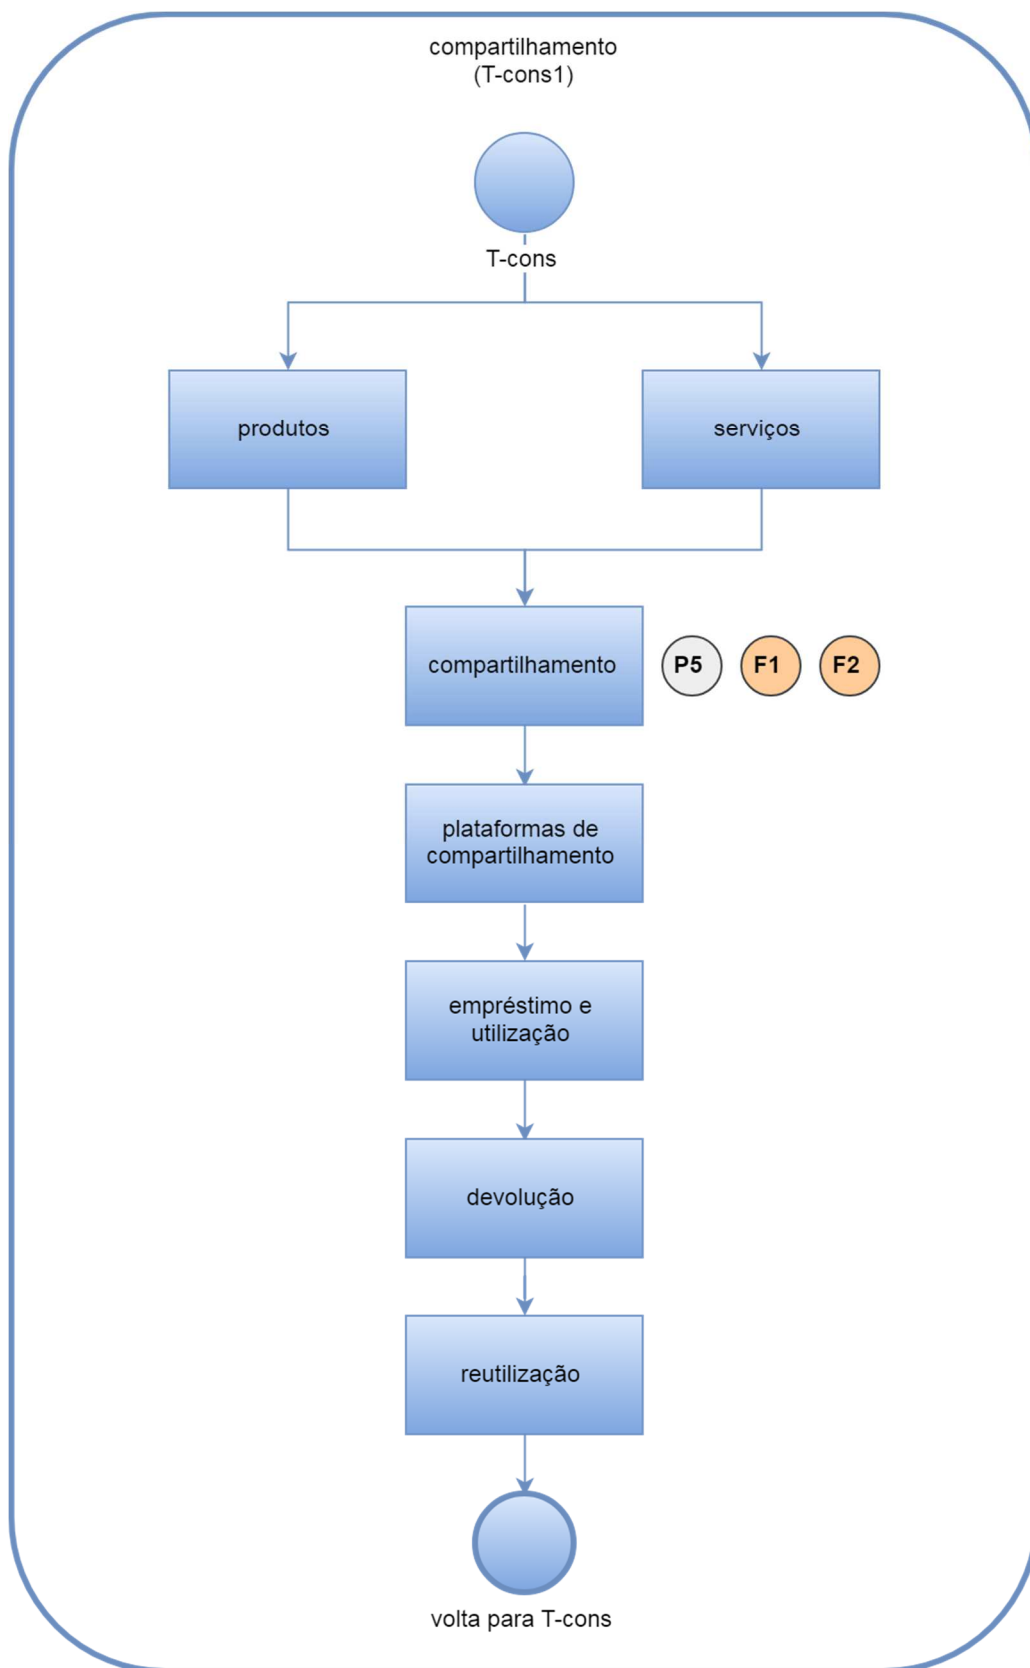 compartilhamento
(T-cons1)
T-cons
produtos
serviços
compartilhamento
P5
F1
F2
plataformas de
compartilhamento
empréstimo e
utilização
devolução
reutilização
volta para T-cons